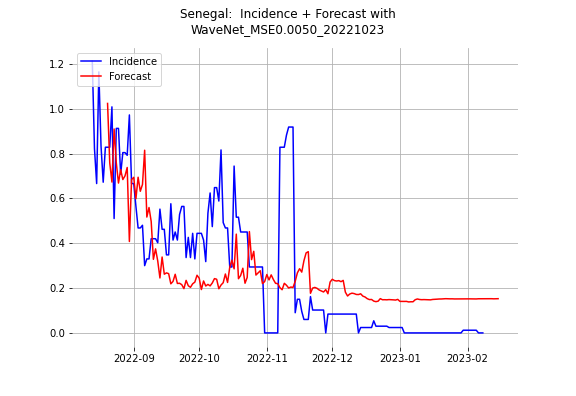 Senegal:  Incidence + Forecast with
WaveNet_MSE0.0050_20221023
Incidence
Forecast
1.2
1.0
0.8
0.6
0.4
0.2
0.0
2022-09 2022-10 2022-11 2022-12 2023-01 2023-02